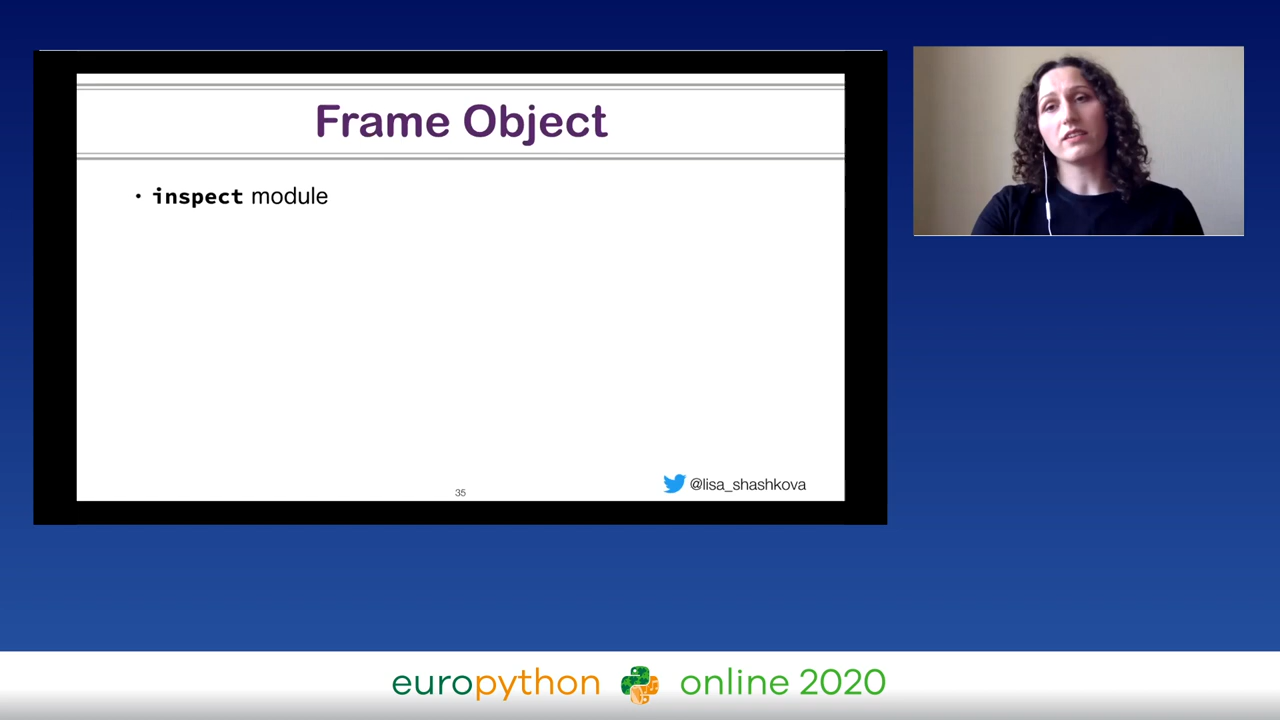 Frame Object
• inspect module
35
@lisa_shashkova
europython online 2020